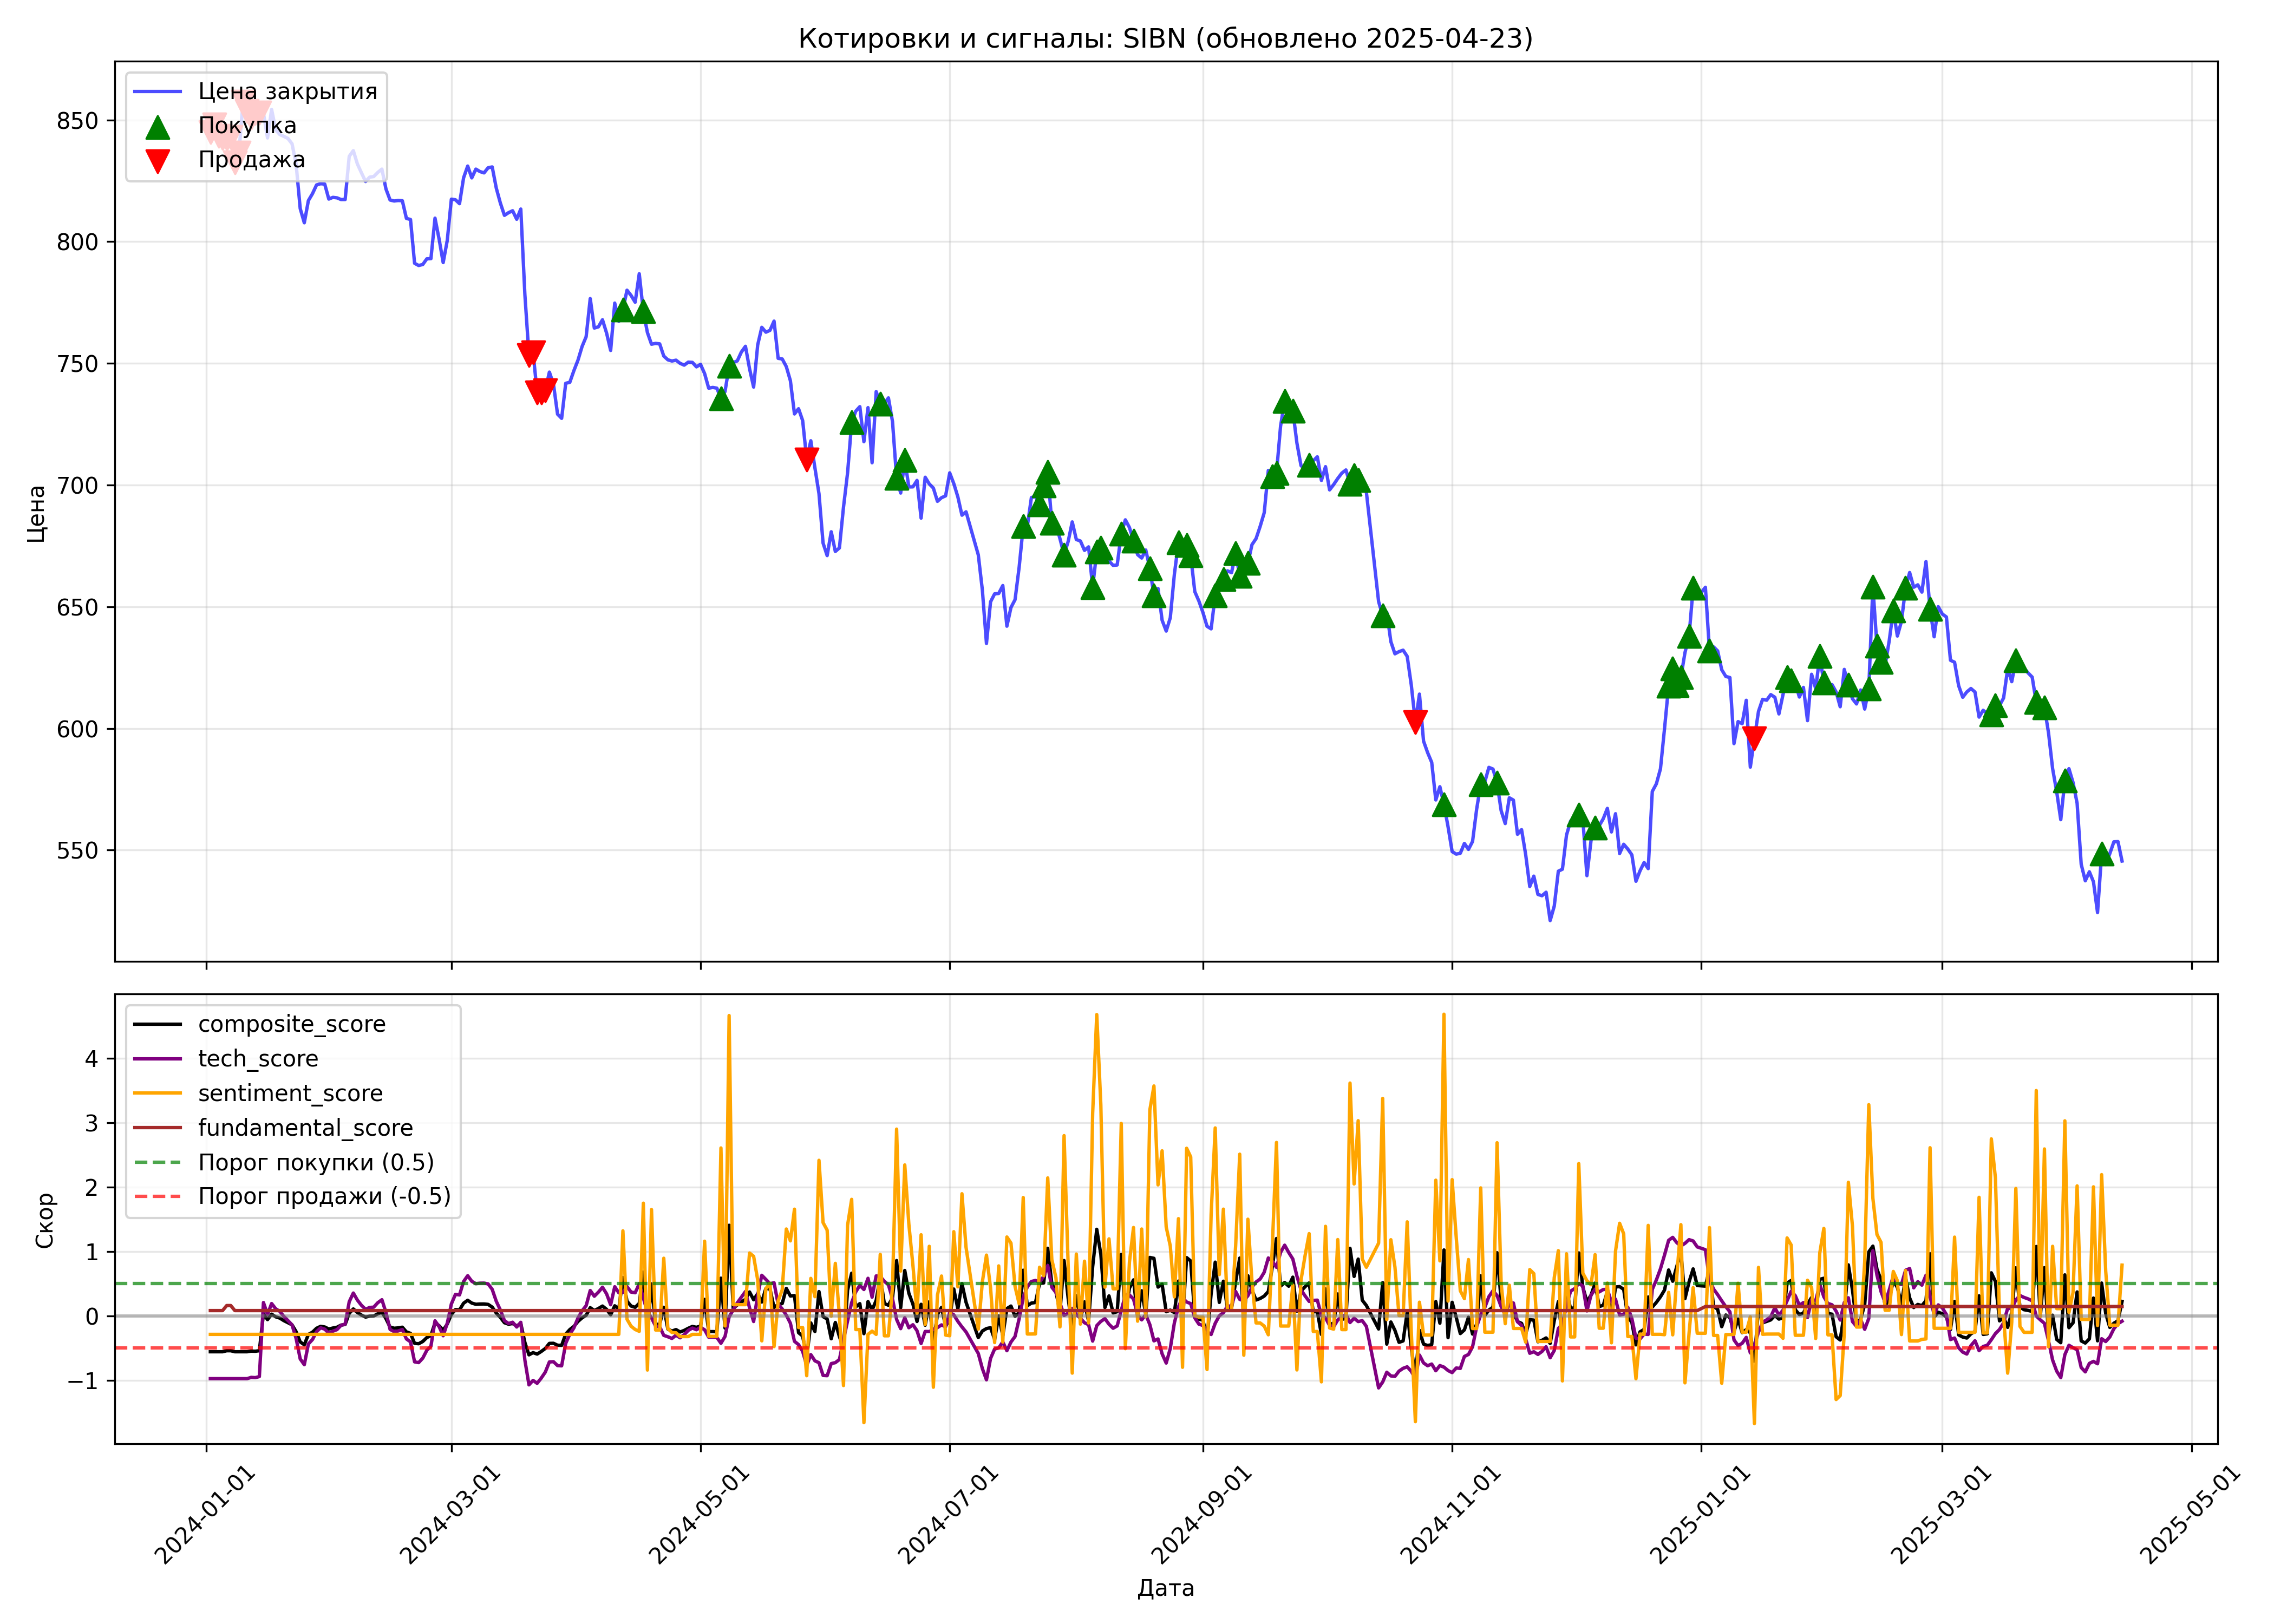 Котировки и сигналы: SIBN (обновлено 2025-04-23)
Цена закрытия
Покупка
Продажа
850
800
750
700
650
600
550
Цена
composite_score
tech_score
sentiment_score
fundamental_score
Порог покупки (0.5)
Порог продажи (-0.5)
4
3
2
1
0
−1
Скор
2024-01-01
2024-03-01
2024-05-01
2024-07-01
2024-09-01
2024-11-01
2025-01-01
2025-03-01
2025-05-01
Дата